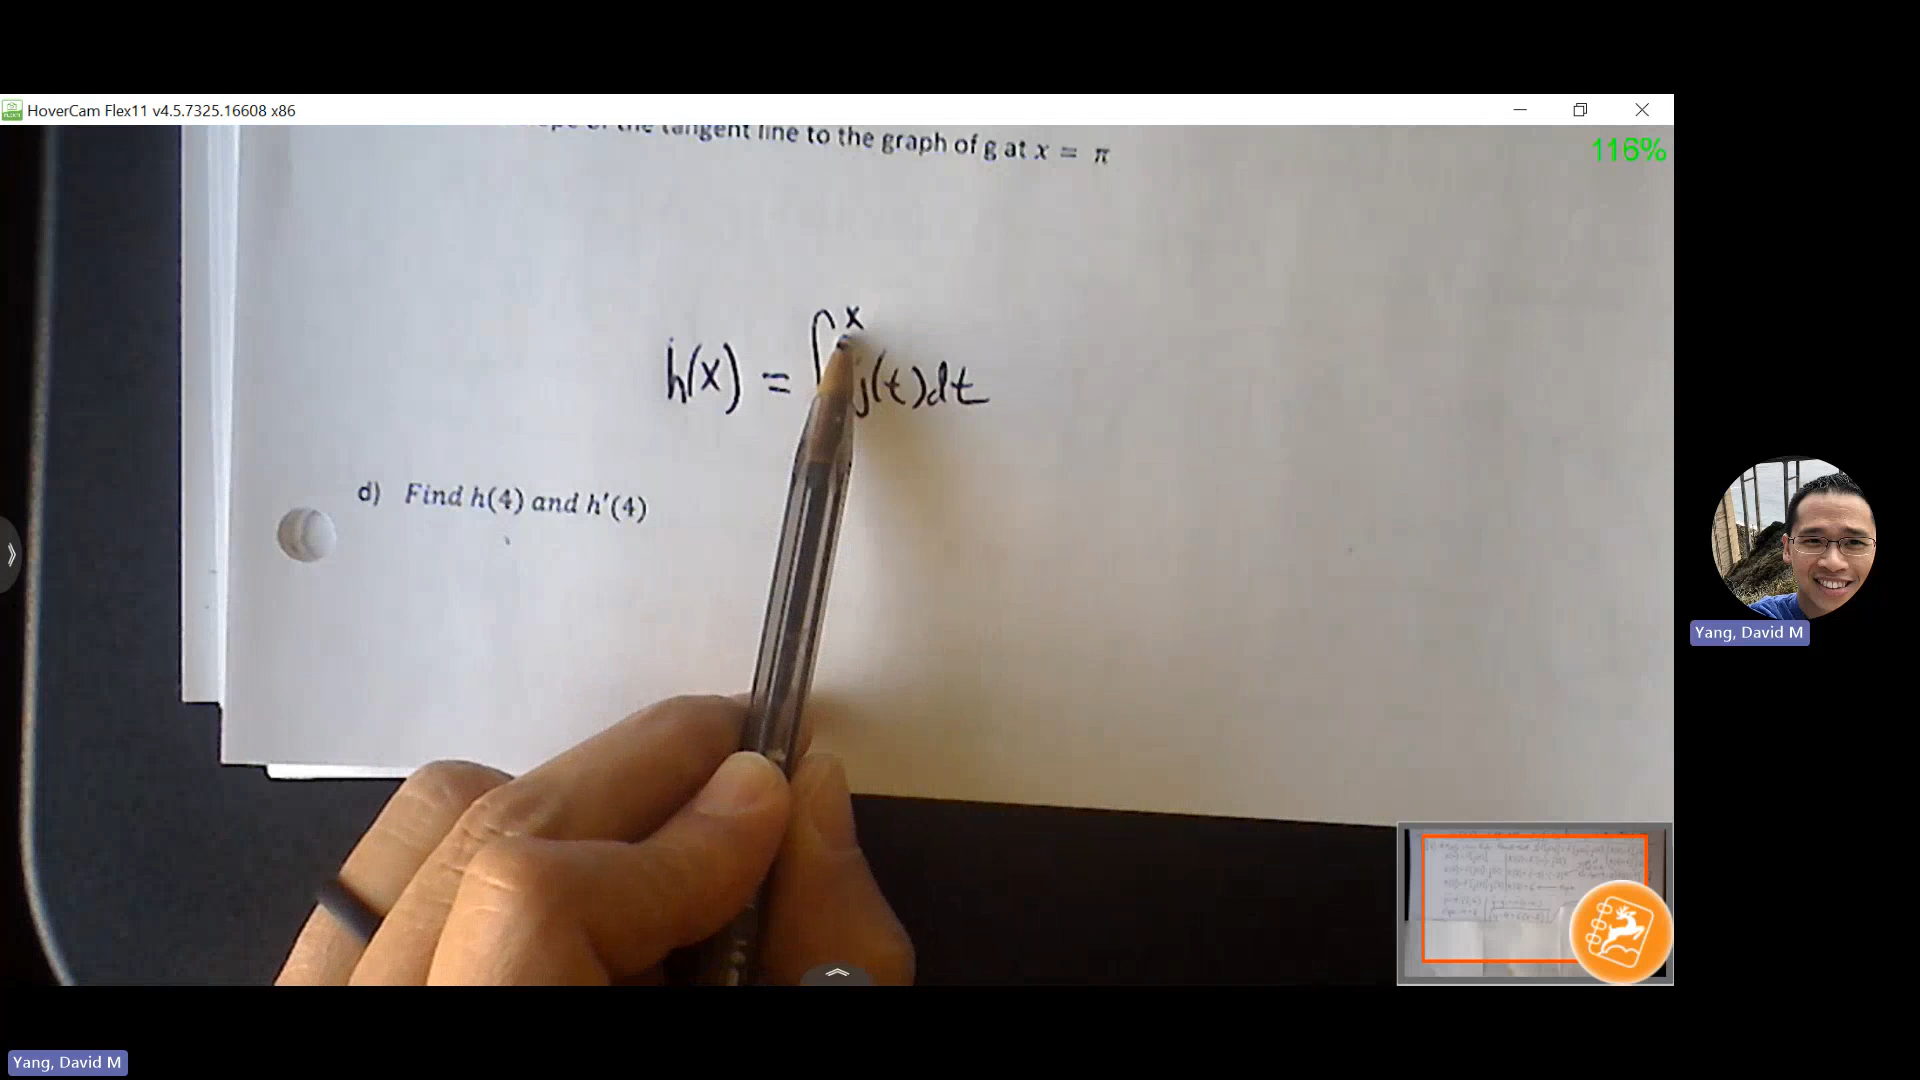 HoverCam Flex11 v4.5.7325.16608 x86
116%
the tangent line to the graph of g at x = π
h(x) = ∫ x j(t)dt
d) Find h(4) and h'(4)
Yang, David M
Yang, David M